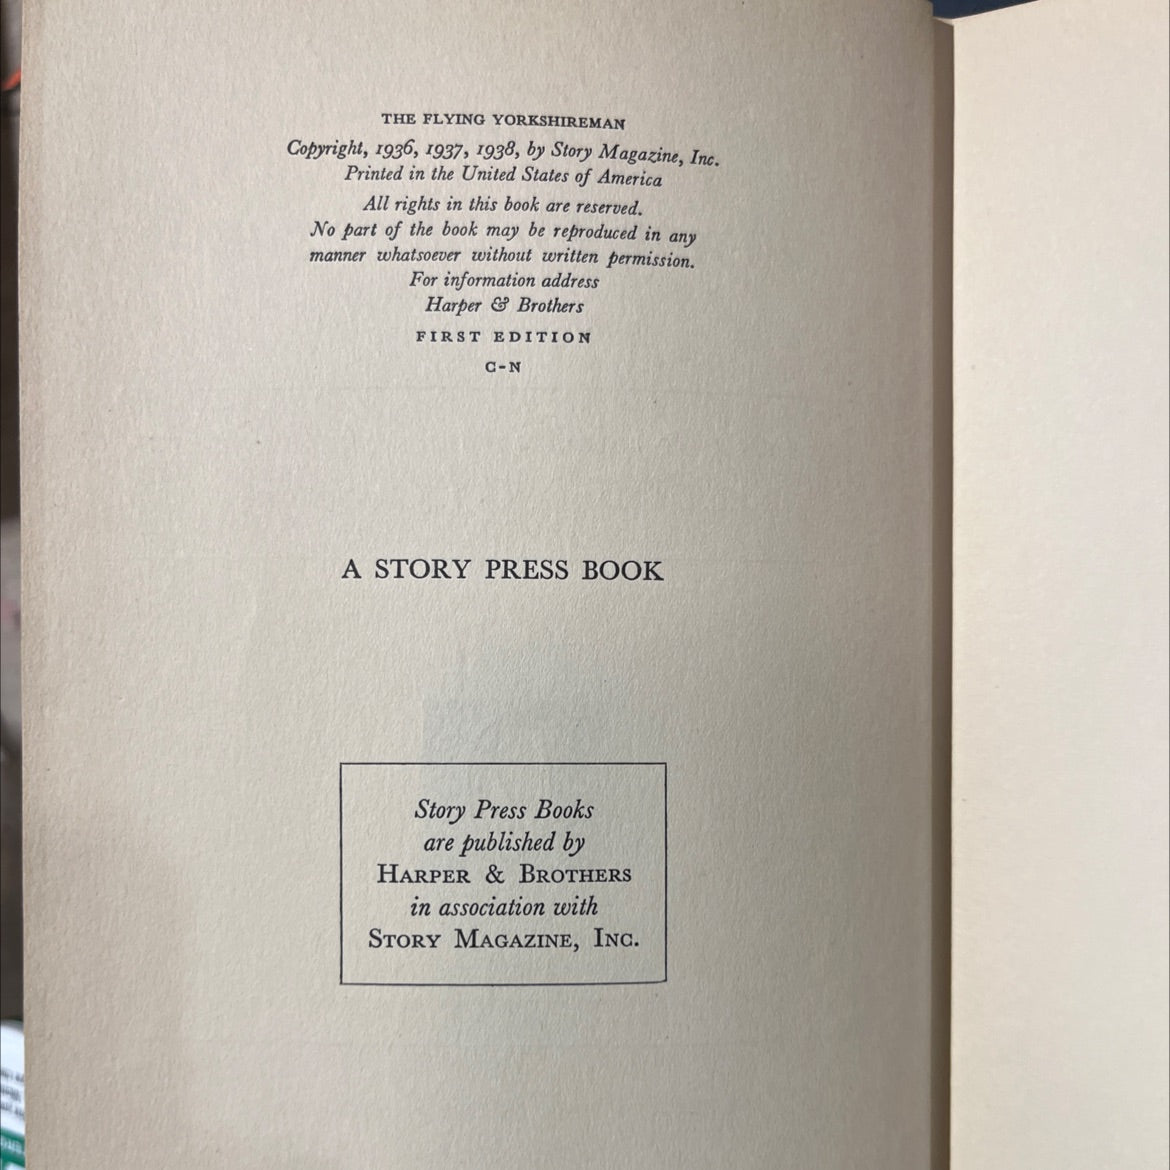 THE FLYING YORKSHIREMAN
Copyright, 1936, 1937, 1938, by Story Magazine, Inc.
Printed in the United States of America
All rights in this book are reserved.
No part of the book may be reproduced in any
manner whatsoever without written permission.
For information address
Harper & Brothers
FIRST EDITION
C-N
A STORY PRESS BOOK
Story Press Books
are published by
HARPER & BROTHERS
in association with
STORY MAGAZINE, INC.